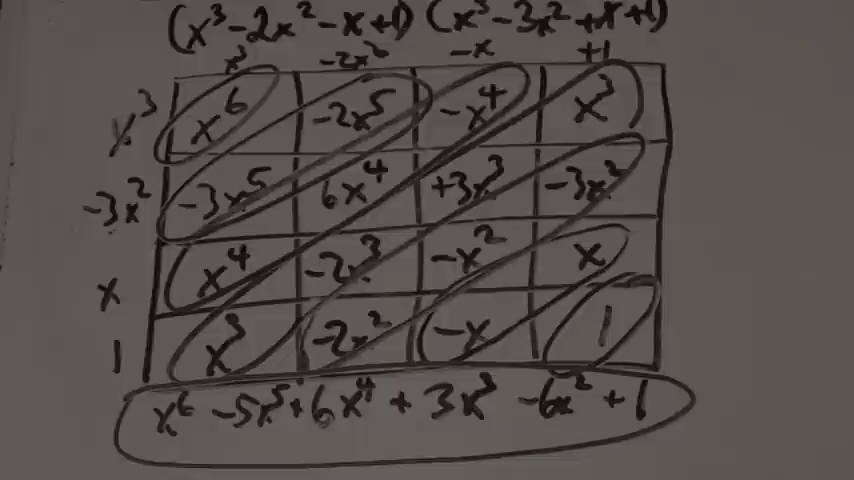 (x³-2x²-x+1)(x³-3x²+x+1)
x³ -2x² -x +1
x³ x⁶ -2x⁵ -x⁴ x³
-3x² -3x⁵ 6x⁴ +3x³ -3x²
x x⁴ -2x³ -x² x
1 x³ -2x² -x 1
x⁶ -5x⁵+6x⁴ + 3x³ -6x² +1